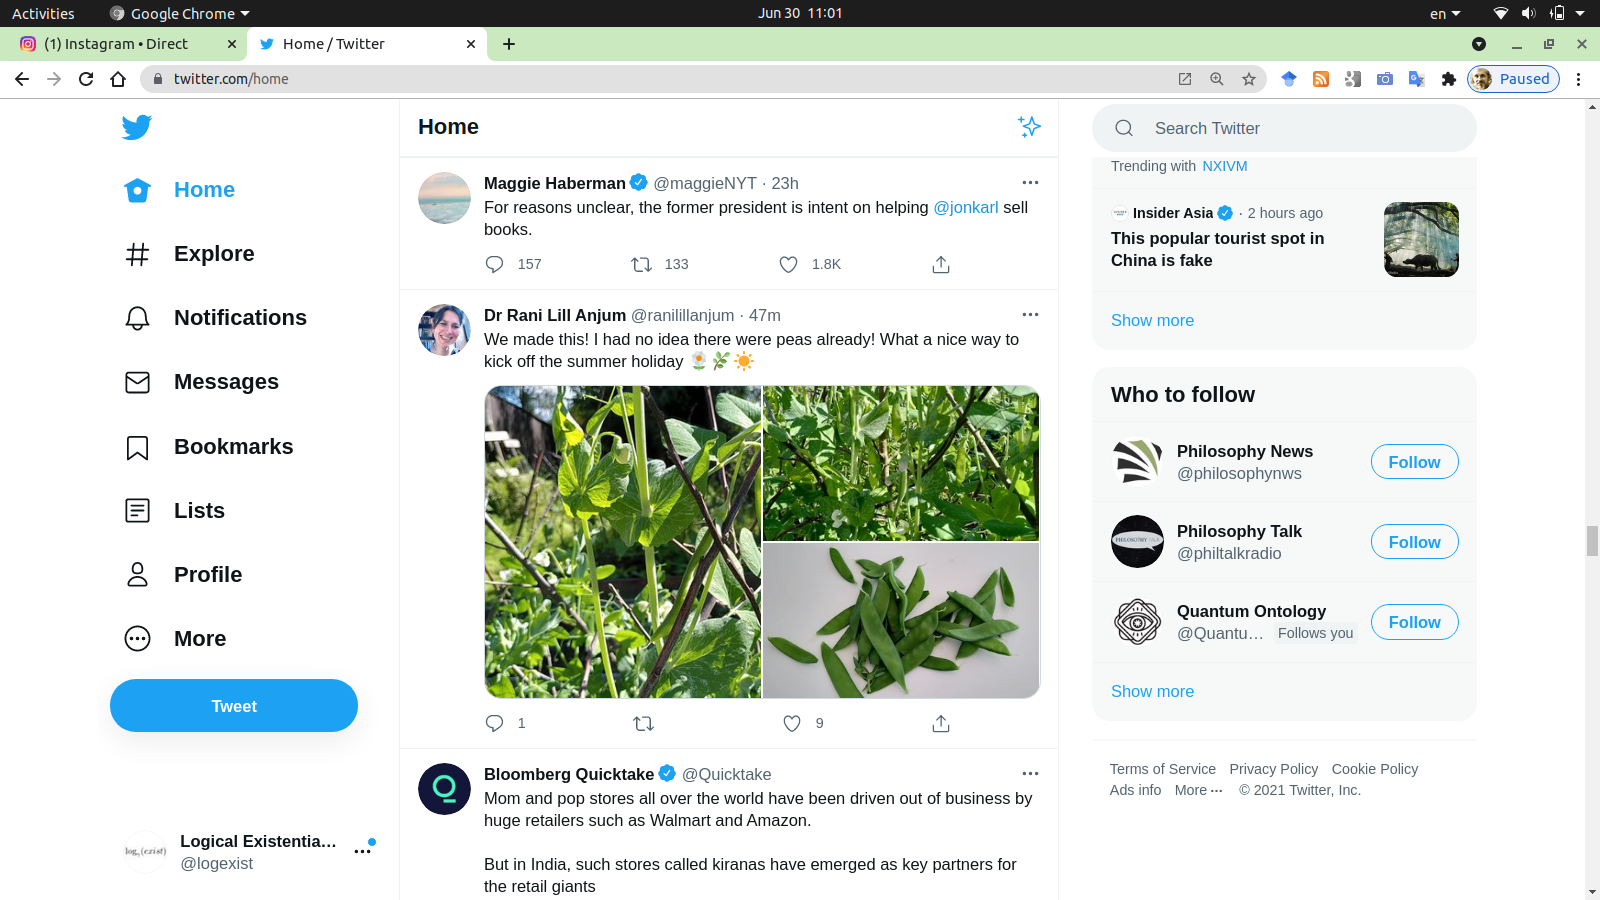 Activities
Google Chrome
Jun 30 11:01
en
(1) Instagram • Direct
Home / Twitter
twitter.com/home
Paused
Home
Explore
Notifications
Messages
Bookmarks
Lists
Profile
More
Tweet
log (exist)
Logical Existentia...
@logexist
Home
Maggie Haberman @maggieNYT · 23h
For reasons unclear, the former president is intent on helping @jonkarl sell
books.
157 133 1.8K
Dr Rani Lill Anjum @ranilillanjum · 47m
We made this! I had no idea there were peas already! What a nice way to
kick off the summer holiday
1 9
Bloomberg Quicktake @Quicktake
Mom and pop stores all over the world have been driven out of business by
huge retailers such as Walmart and Amazon.
But in India, such stores called kiranas have emerged as key partners for
the retail giants
Search Twitter
Trending with NXIVM
Insider Asia · 2 hours ago
This popular tourist spot in
China is fake
Show more
Who to follow
Philosophy News
@philosophynws
Follow
PHILOSOPHY TALK
Philosophy Talk
@philtalkradio
Follow
Quantum Ontology
@Quantu... Follows you
Follow
Show more
Terms of Service Privacy Policy Cookie Policy
Ads info More ··· © 2021 Twitter, Inc.